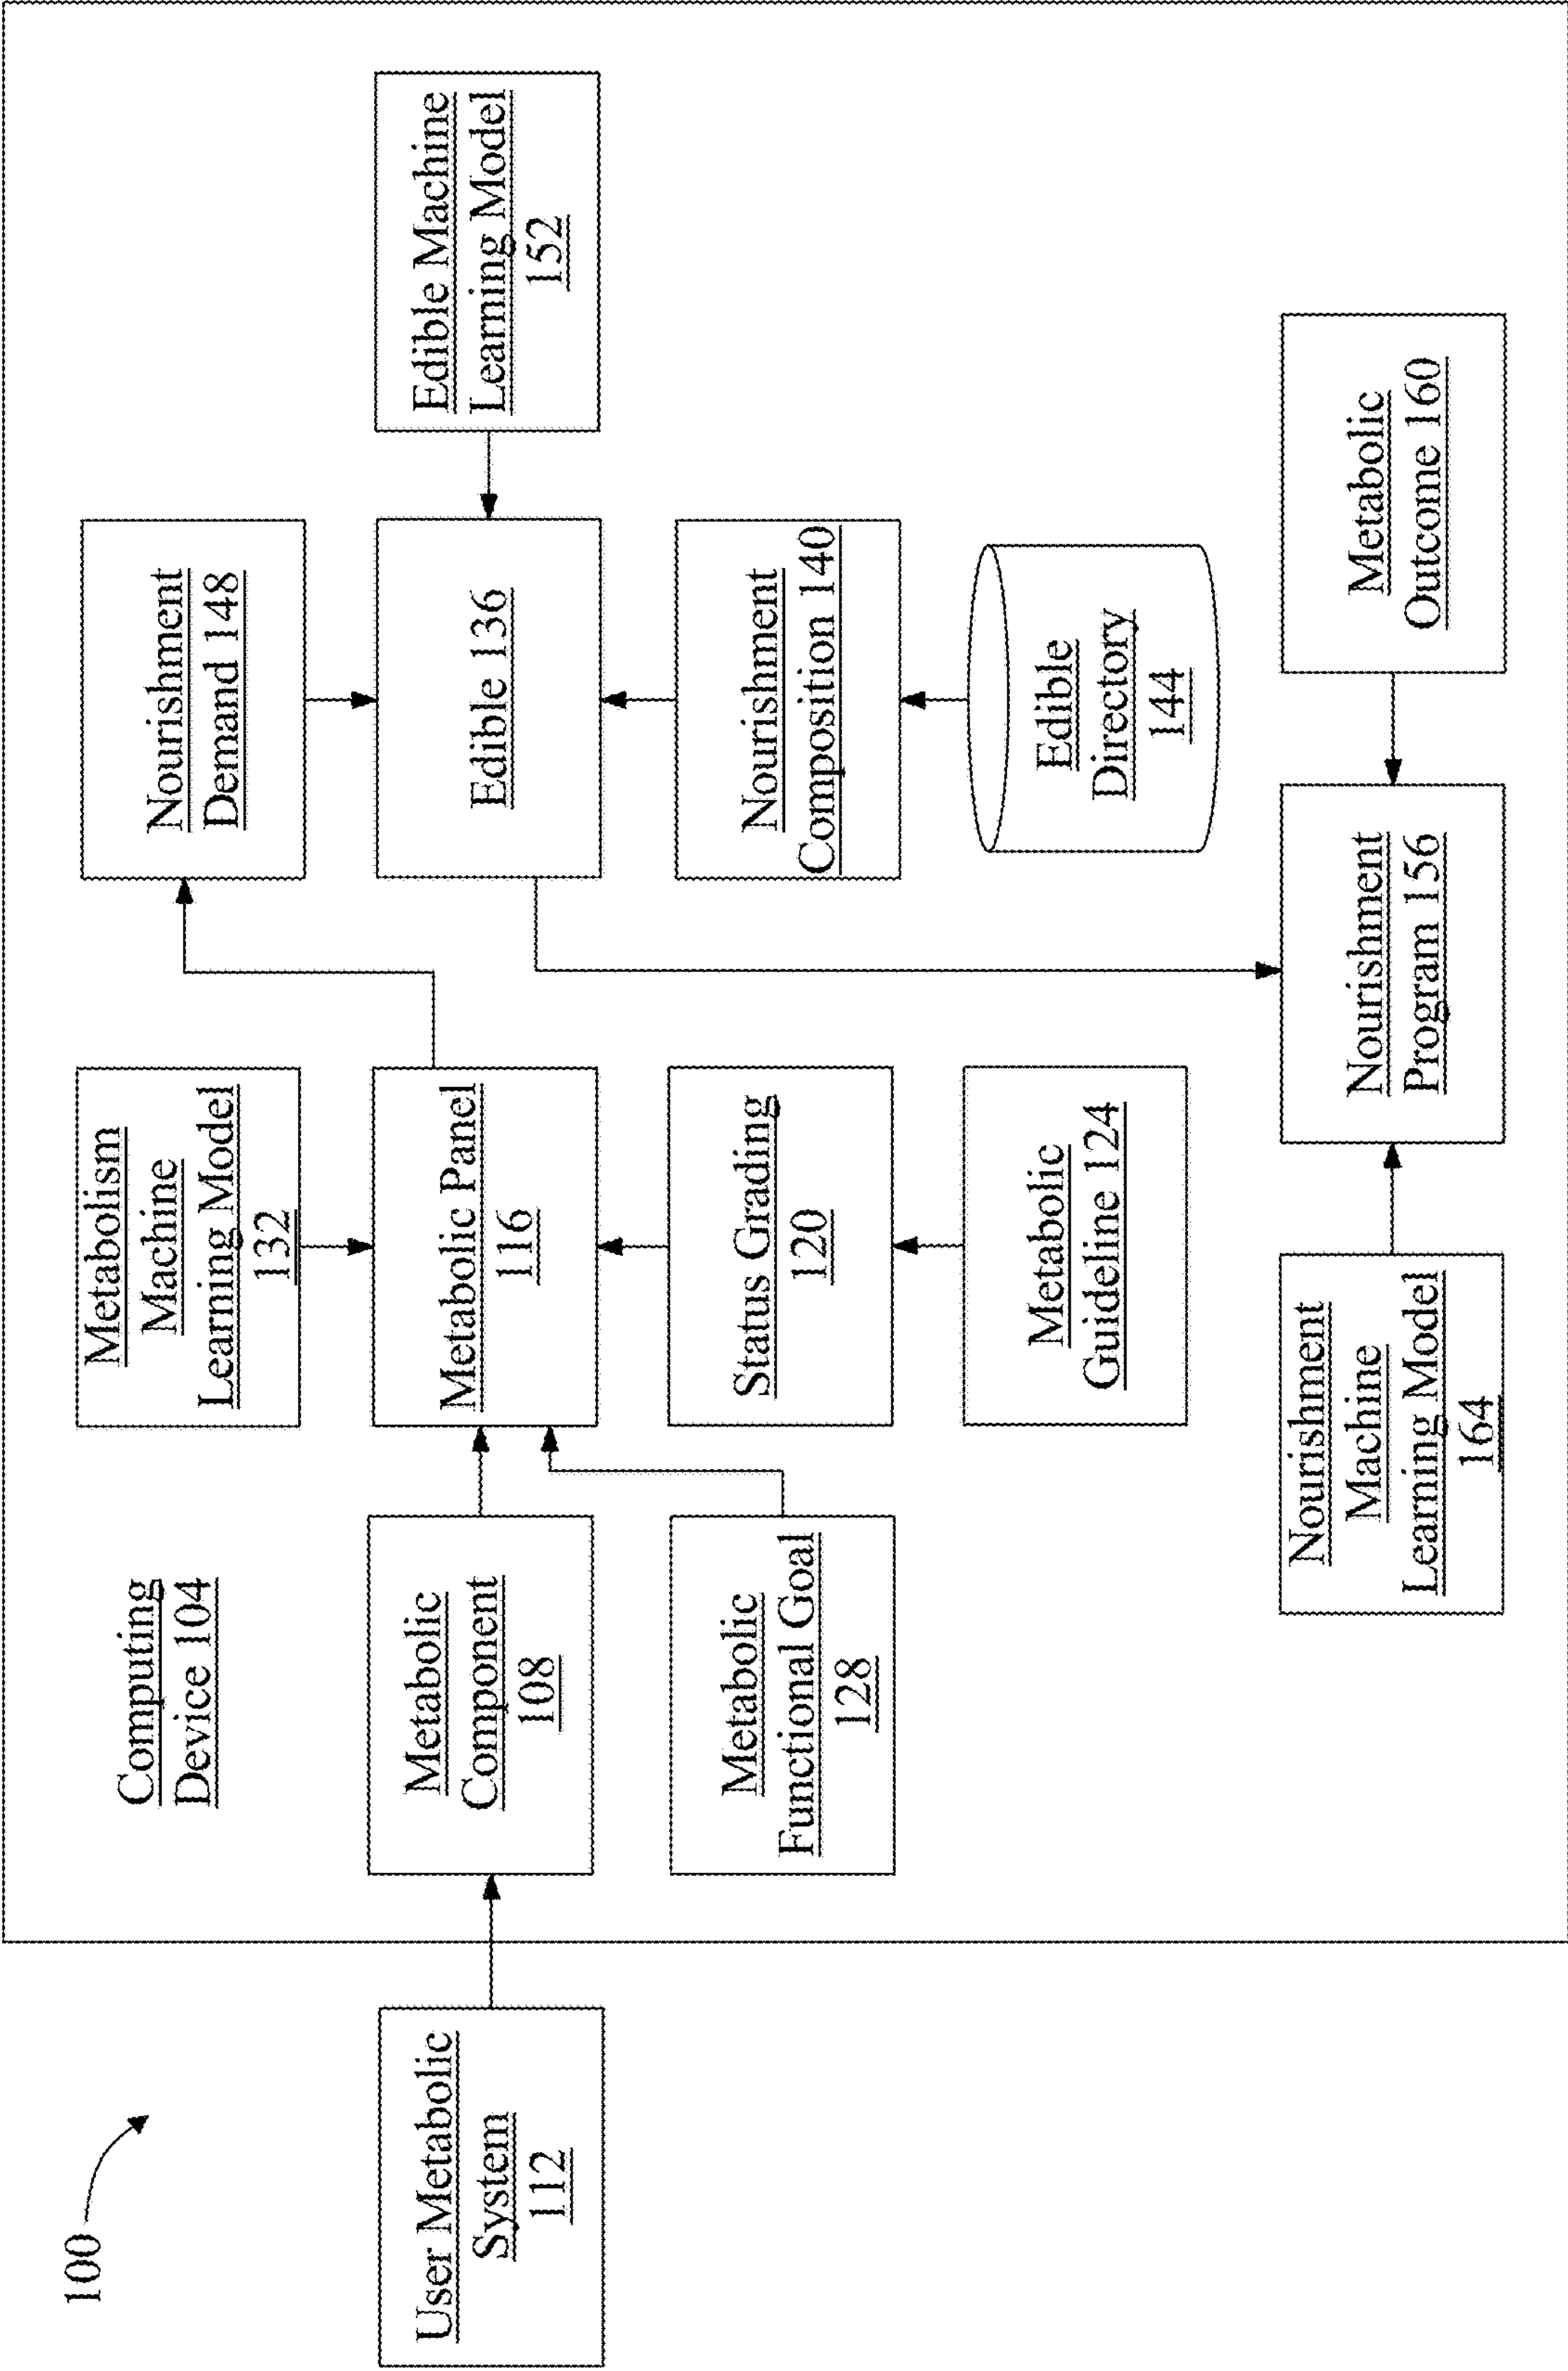 100
User Metabolic
System
112
Computing
Device 104
Metabolic
Component
108
Metabolic
Functional Goal
128
Metabolism
Machine
Learning Model
132
Metabolic Panel
116
Status Grading
120
Metabolic
Guideline 124
Nourishment
Machine
Learning Model
164
Nourishment
Demand 148
Edible 136
Nourishment
Composition 140
Edible
Directory
144
Nourishment
Program 156
Edible Machine
Learning Model
152
Metabolic
Outcome 160